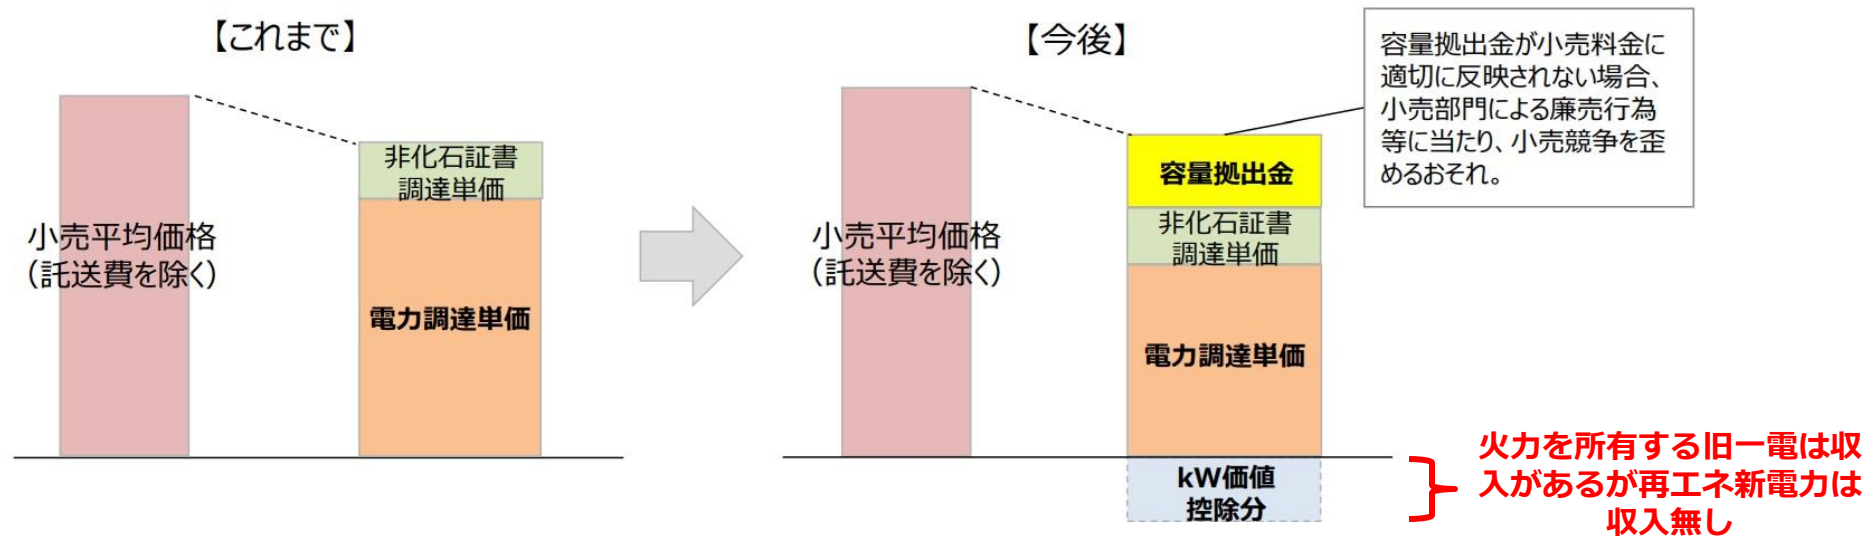 【これまで】
小売平均価格
（託送費を除く）
非化石証書
調達単価
電力調達単価
【今後】
小売平均価格
（託送費を除く）
容量拠出金
非化石証書
調達単価
電力調達単価
kW価値
控除分
容量拠出金が小売料金に
適切に反映されない場合、
小売部門による廉売行為
等に当たり、小売競争を歪
めるおそれ。
火力を所有する旧一電は収
入があるが再エネ新電力は
収入無し